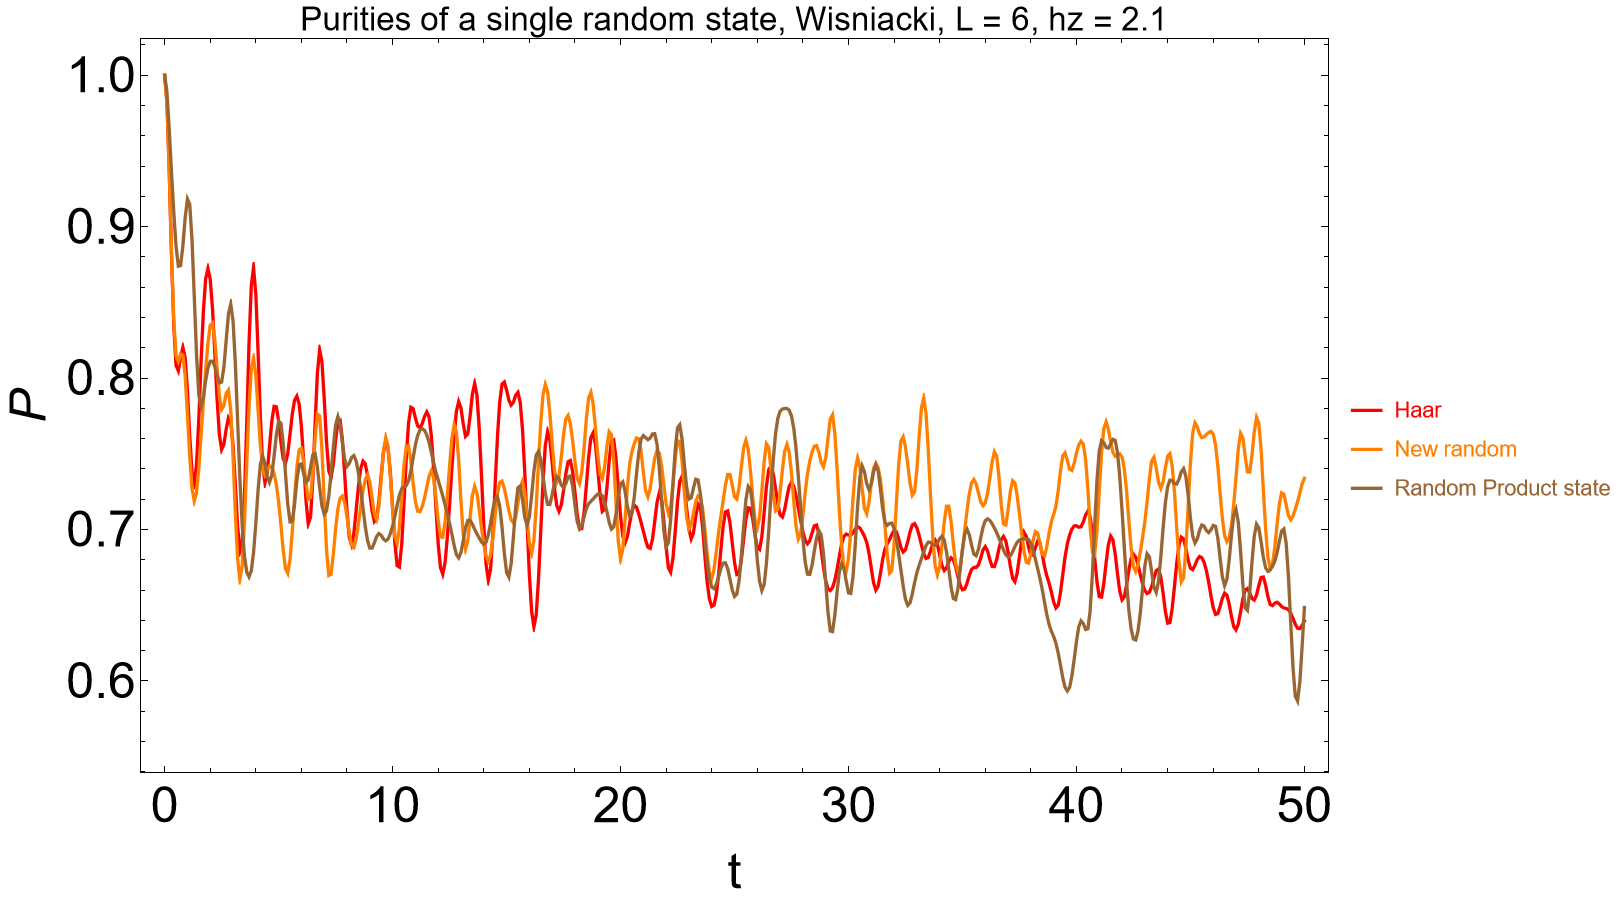 Purities of a single random state, Wisniacki, L = 6, hz = 2.1
1.0
0.9
0.8
0.7
0.6
P
0 10 20 30 40 50
t
Haar
New random
Random Product state